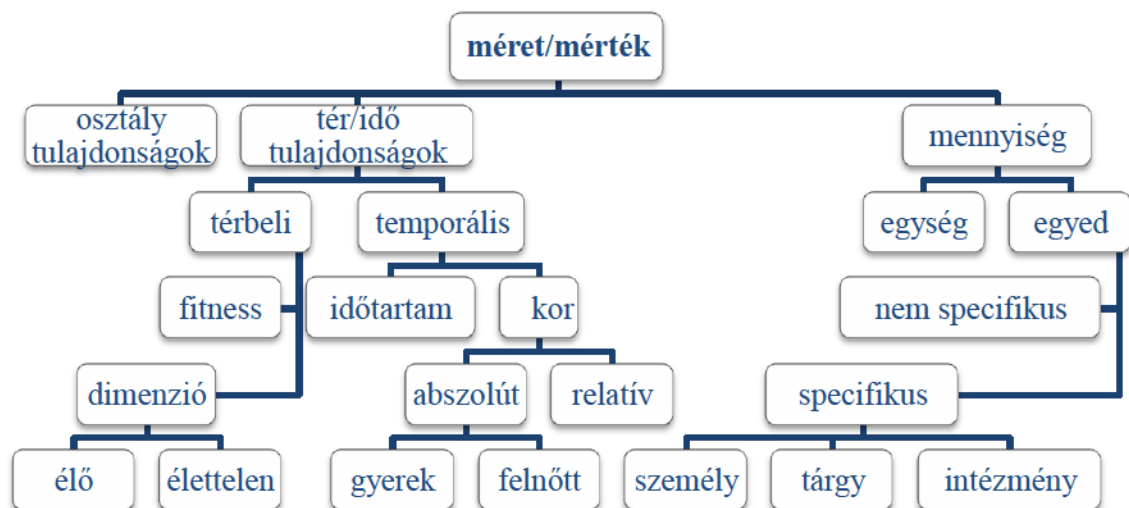 méret/mérték
osztály
tulajdonságok
tér/idő
tulajdonságok
mennyiség
térbeli
temporális
egység
egyed
fitness
időtartam
kor
nem specifikus
dimenzió
abszolút
relatív
specifikus
élő
élettelen
gyerek
felnőtt
személy
tárgy
intézmény